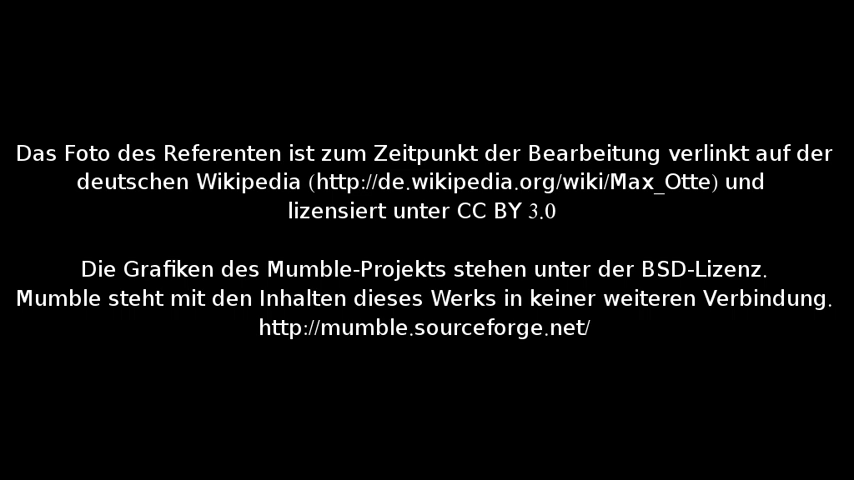 Das Foto des Referenten ist zum Zeitpunkt der Bearbeitung verlinkt auf der
deutschen Wikipedia (http://de.wikipedia.org/wiki/Max_Otte) und
lizensiert unter CC BY 3.0
Die Grafiken des Mumble-Projekts stehen unter der BSD-Lizenz.
Mumble steht mit den Inhalten dieses Werks in keiner weiteren Verbindung.
http://mumble.sourceforge.net/